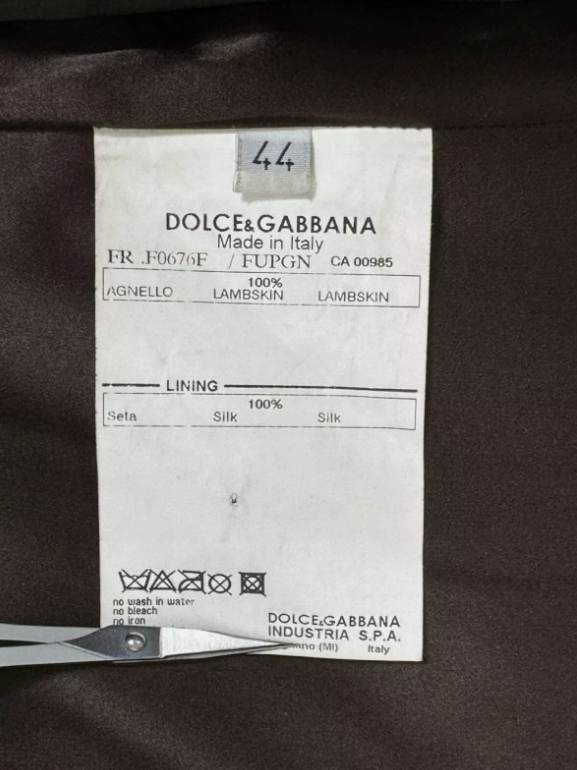 44
DOLCE&GABBANA
Made in Italy
FR .F0676F / FUPGN CA 00985
100%
AGNELLO LAMBSKIN LAMBSKIN
LINING
100%
Seta Silk Silk
no wash in water
no bleach
no iron
DOLCE&GABBANA
INDUSTRIA S.P.A.
(MI) Italy